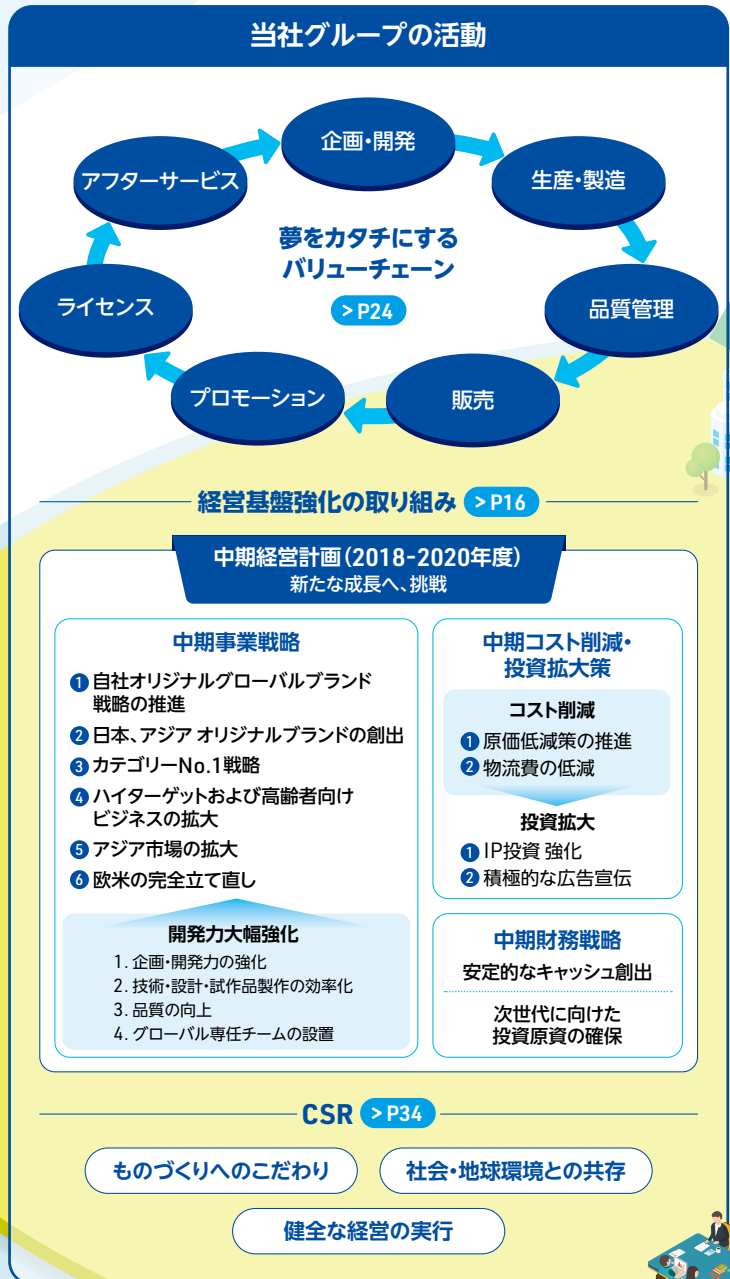 当社グループの活動
企画・開発
アフターサービス
生産・製造
夢をカタチにする
バリューチェーン
> P24
ライセンス
品質管理
プロモーション
販売
経営基盤強化の取り組み > P16
中期経営計画（2018-2020年度）
新たな成長へ、挑戦
中期事業戦略
1 自社オリジナルグローバルブランド
戦略の推進
2 日本、アジア オリジナルブランドの創出
3 カテゴリーNo.1戦略
4 ハイターゲットおよび高齢者向け
ビジネスの拡大
5 アジア市場の拡大
6 欧米の完全立て直し
開発力大幅強化
1. 企画・開発力の強化
2. 技術・設計・試作品製作の効率化
3. 品質の向上
4. グローバル専任チームの設置
中期コスト削減・
投資拡大策
コスト削減
1 原価低減策の推進
2 物流費の低減
投資拡大
1 IP投資 強化
2 積極的な広告宣伝
中期財務戦略
安定的なキャッシュ創出
次世代に向けた
投資原資の確保
CSR > P34
ものづくりへのこだわり
社会・地球環境との共存
健全な経営の実行